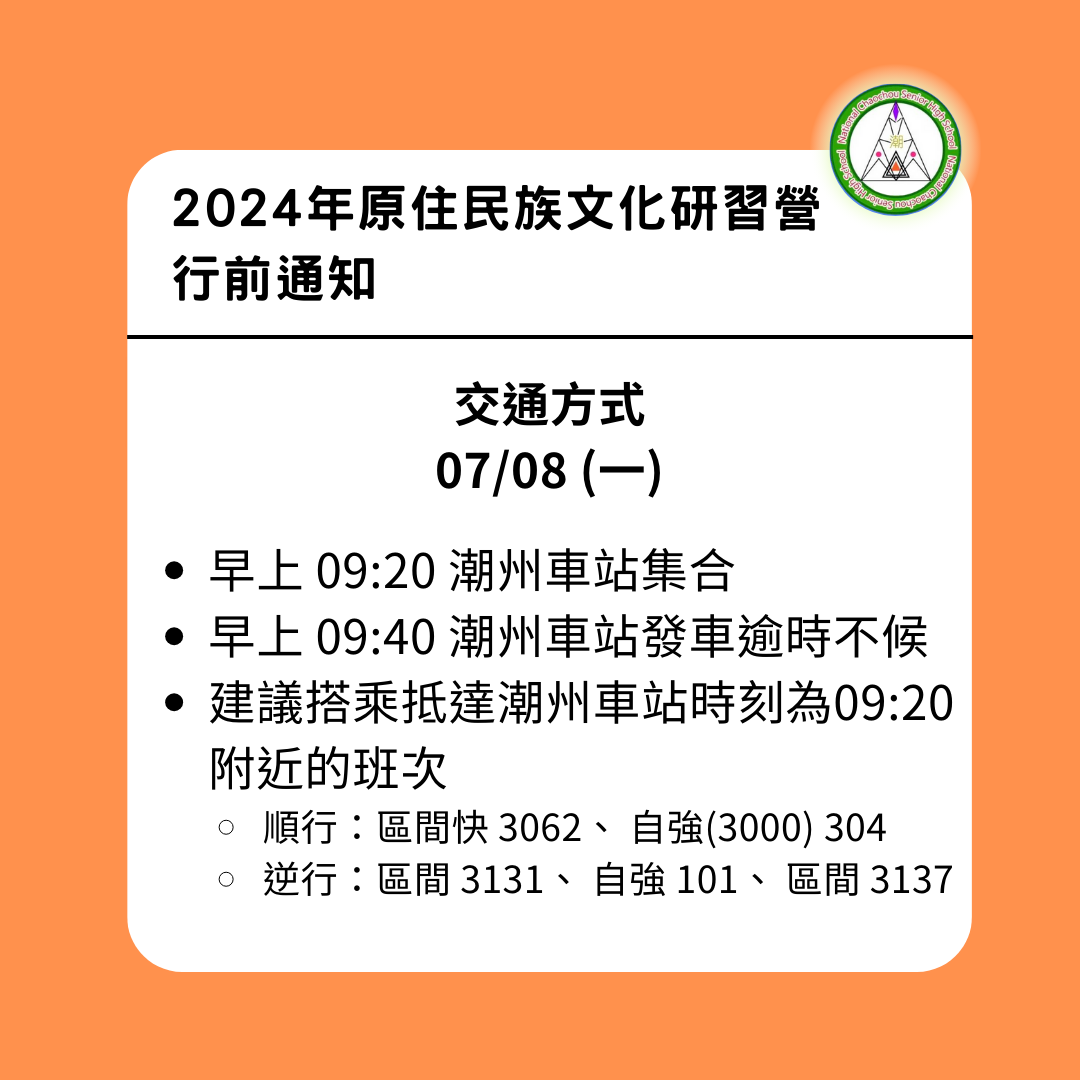 National Chaochou Senior High School National Chaochou Senior High School
潮
2024年原住民族文化研習營
行前通知
交通方式
07/08 (一)
• 早上 09:20 潮州車站集合
• 早上 09:40 潮州車站發車逾時不候
• 建議搭乘抵達潮州車站時刻為09:20
附近的班次
○ 順行：區間快 3062、 自強(3000) 304
○ 逆行：區間 3131、 自強 101、 區間 3137